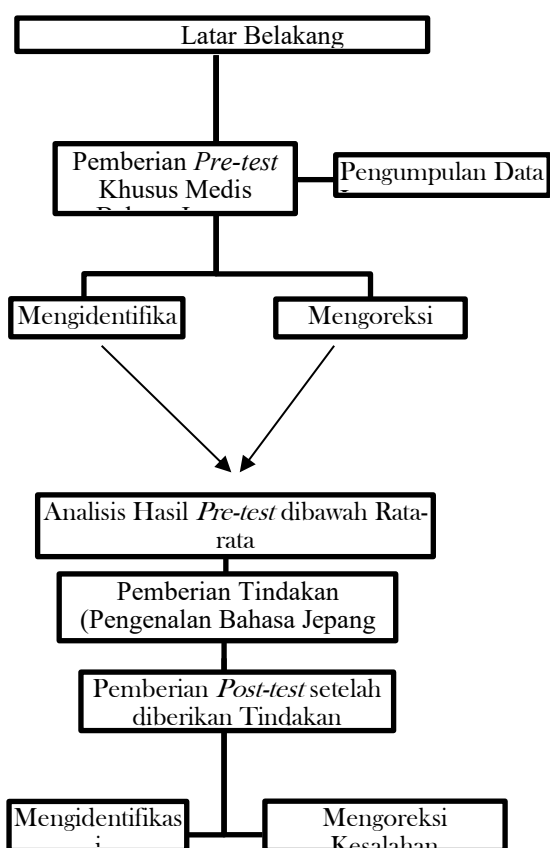 Latar Belakang
Pemberian Pre-test
Khusus Medis
Pengumpulan Data
Mengidentifika
Mengoreksi
Analisis Hasil Pre-test dibawah Rata-
rata
Pemberian Tindakan
(Pengenalan Bahasa Jepang
Pemberian Post-test setelah
diberikan Tindakan
Mengidentifikas
i
Mengoreksi
Kesalahan